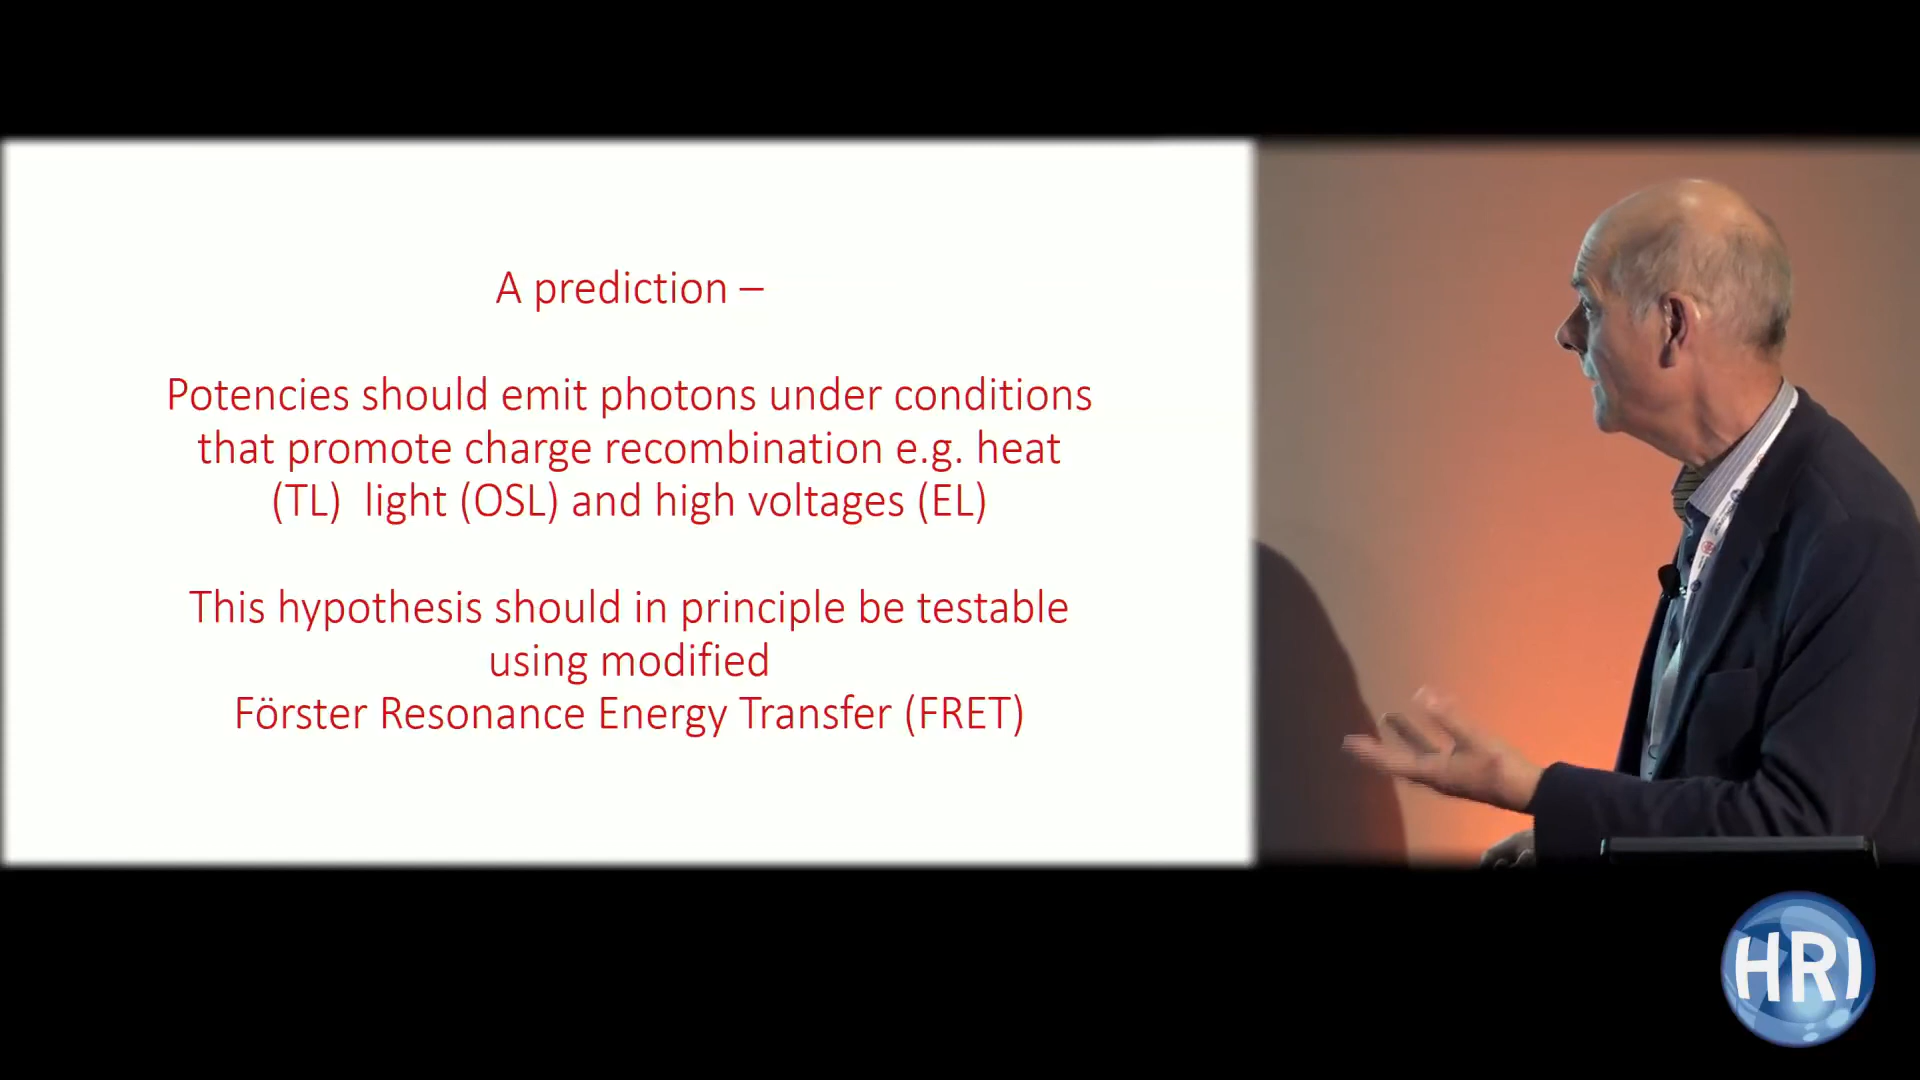 A prediction –
Potencies should emit photons under conditions
that promote charge recombination e.g. heat
(TL)  light (OSL) and high voltages (EL)
This hypothesis should in principle be testable
using modified
Förster Resonance Energy Transfer (FRET)
HRI